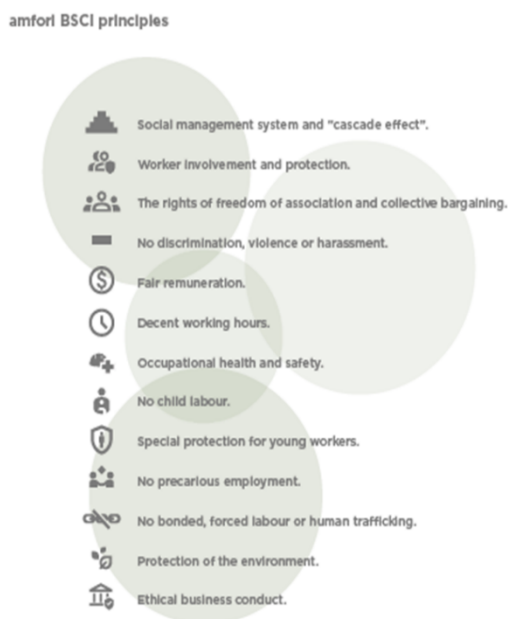 amfori BSCI principles
Social management system and "cascade effect".
Worker involvement and protection.
The rights of freedom of association and collective bargaining.
No discrimination, violence or harassment.
Fair remuneration.
Decent working hours.
Occupational health and safety.
No child labour.
Special protection for young workers.
No precarious employment.
No bonded, forced labour or human trafficking.
Protection of the environment.
Ethical business conduct.